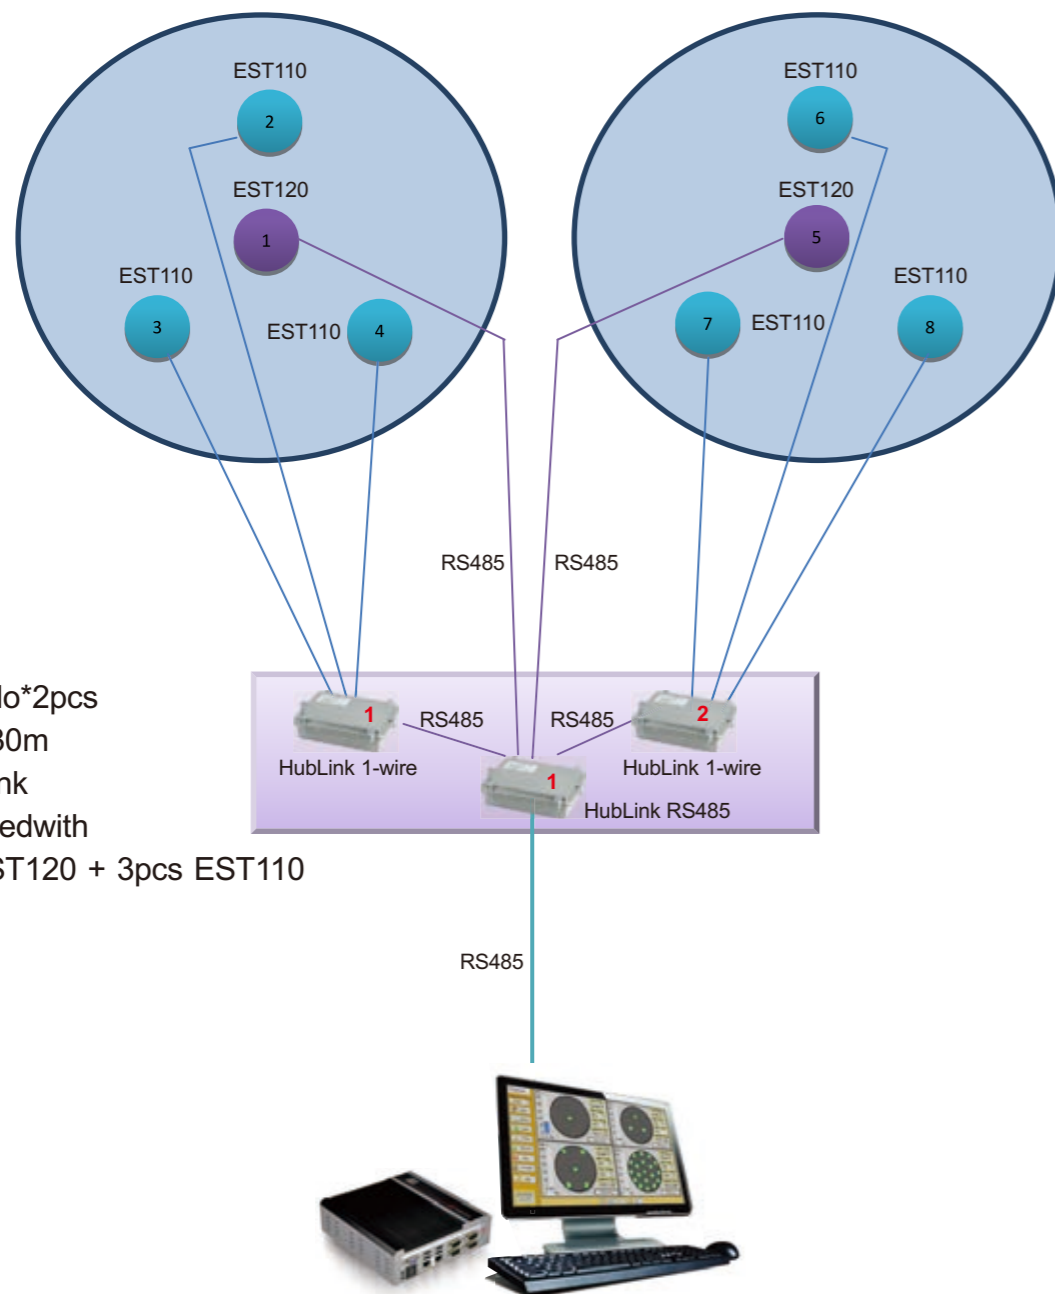 EST110
2
EST120
1
EST110
3
EST110
4
EST110
6
EST120
5
EST110
7
EST110
8
RS485
RS485
lo*2pcs
30m
nk
edwith
ST120 + 3pcs EST110
1
RS485
RS485
2
HubLink 1-wire
HubLink 1-wire
1
HubLink RS485
RS485